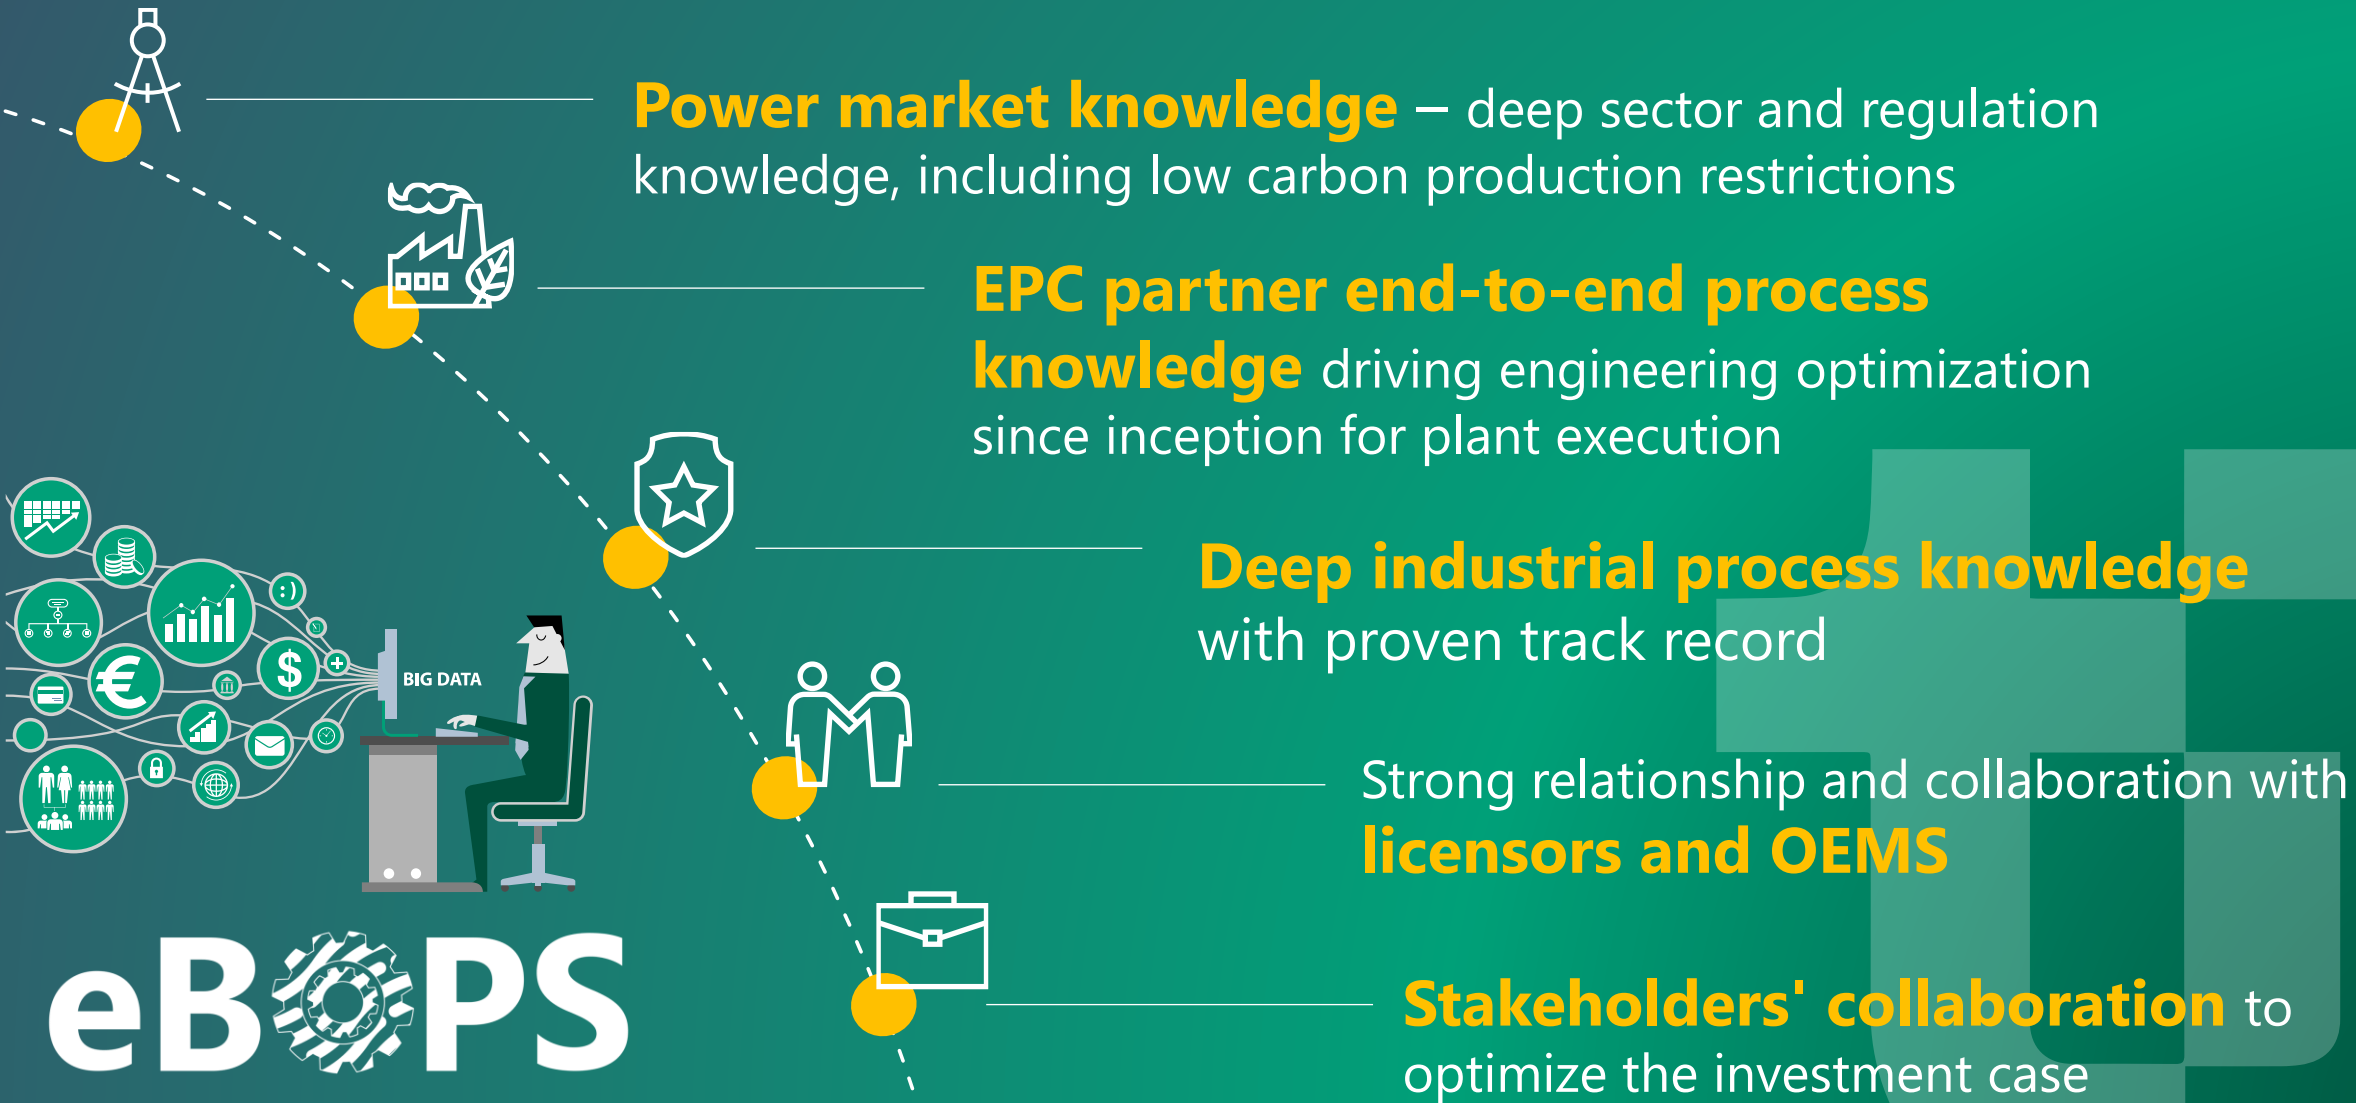 Power market knowledge – deep sector and regulation
knowledge, including low carbon production restrictions
EPC partner end-to-end process
knowledge driving engineering optimization
since inception for plant execution
Deep industrial process knowledge
with proven track record
:)
€
$
BIG DATA
Strong relationship and collaboration with
licensors and OEMS
eBOPS
Stakeholders' collaboration to
optimize the investment case